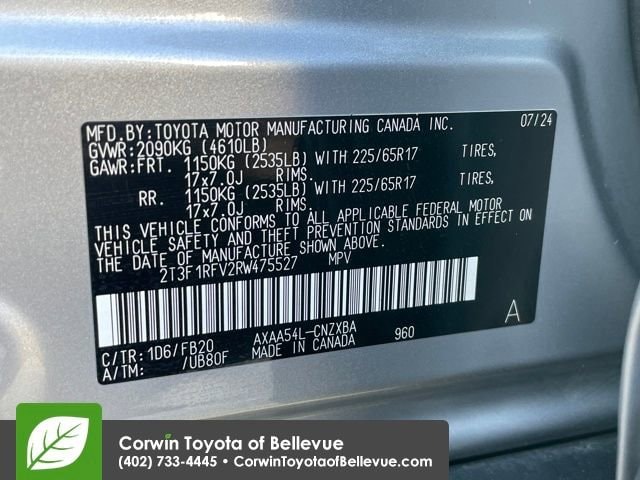 MFD.BY:TOYOTA MOTOR MANUFACTURING CANADA INC. 07/24
GVWR:2090KG (4610LB)
GAWR:FRT. 1150KG (2535LB) WITH 225/65R17 TIRES,
17x7.0J RIMS.
RR. 1150KG (2535LB) WITH 225/65R17 TIRES,
17x7.0J RIMS.
THIS VEHICLE CONFORMS TO ALL APPLICABLE FEDERAL MOTOR
VEHICLE SAFETY AND THEFT PREVENTION STANDARDS IN EFFECT ON
THE DATE OF MANUFACTURE SHOWN ABOVE.
2T3F1RFV2RW475527 MPV
A
C/TR: 1D6/FB20 AXAA54L-CNZXBA 960
A/TM: /UB80F MADE IN CANADA
Corwin Toyota of Bellevue
(402) 733-4445 • CorwinToyotaofBellevue.com